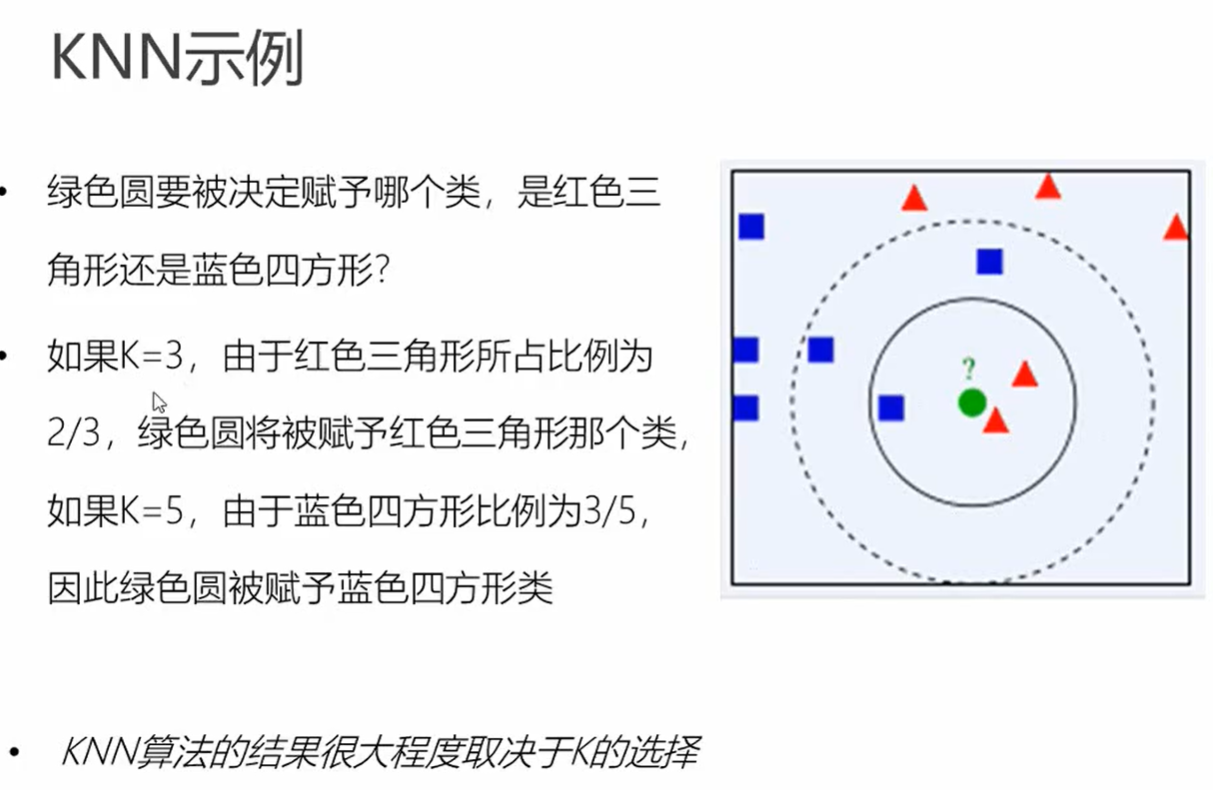 KNN示例
• 绿色圆要被决定赋予哪个类，是红色三
角形还是蓝色四方形？
• 如果K=3，由于红色三角形所占比例为
2/3，绿色圆将被赋予红色三角形那个类，
如果K=5，由于蓝色四方形比例为3/5，
因此绿色圆被赋予蓝色四方形类
?
• KNN算法的结果很大程度取决于K的选择